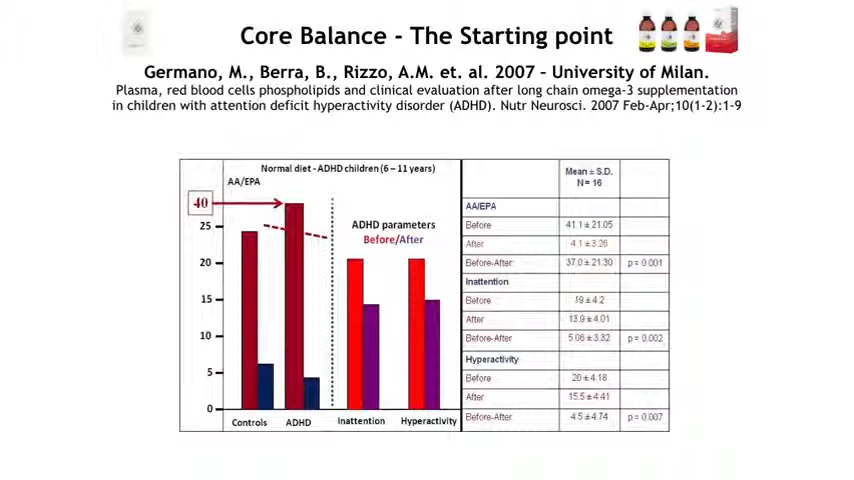 Core Balance - The Starting point
Germano, M., Berra, B., Rizzo, A.M. et. al. 2007 – University of Milan.
Plasma, red blood cells phospholipids and clinical evaluation after long chain omega-3 supplementation
in children with attention deficit hyperactivity disorder (ADHD). Nutr Neurosci. 2007 Feb-Apr;10(1-2):1-9
Normal diet - ADHD children (6 – 11 years)
AA/EPA
40
25
20
15
10
5
0
ADHD parameters
Before/After
Controls
ADHD
Inattention
Hyperactivity
Mean ± S.D.
N = 16
AA/EPA
Before 41.1 ± 21.05
After 4.1 ± 3.26
Before-After: 37.0 ± 21.30 p = 0.001
Inattention
Before 19 ± 4.2
After 13.9 ± 4.01
Before-After 5.06 ± 3.32 p = 0.002
Hyperactivity
Before 20 ± 4.18
After 15.5 ± 4.41
Before-After 4.5 ± 4.74 p = 0.007